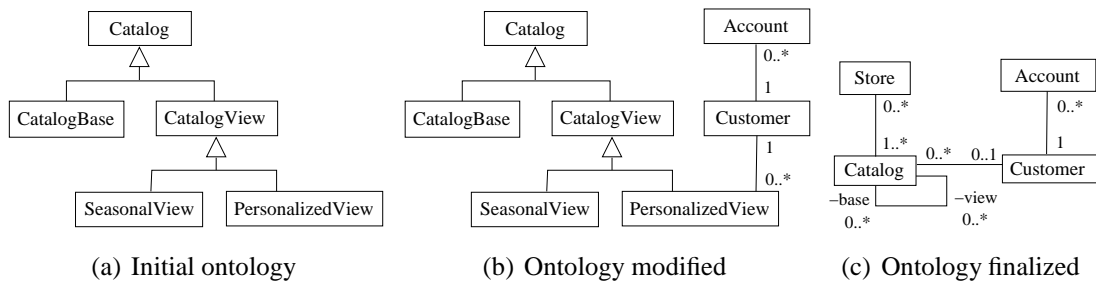 Catalog
CatalogBase
CatalogView
SeasonalView
PersonalizedView
(a) Initial ontology
Catalog
Account
0..*
1
CatalogBase
CatalogView
Customer
1
0..*
SeasonalView
PersonalizedView
(b) Ontology modified
Store
Account
0..*
0..*
1..*
1
0..*
0..1
Catalog
Customer
–base
–view
0..*
0..*
(c) Ontology finalized